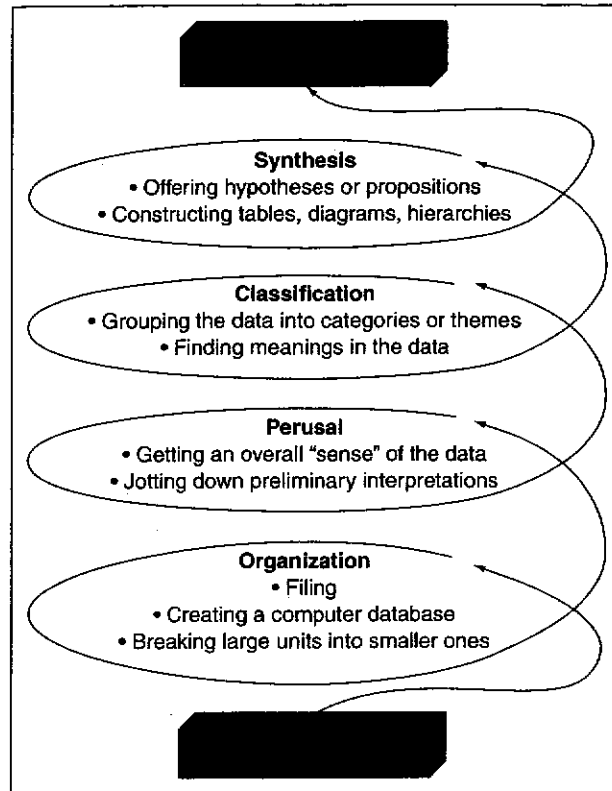 Synthesis
• Offering hypotheses or propositions
• Constructing tables, diagrams, hierarchies
Classification
• Grouping the data into categories or themes
• Finding meanings in the data
Perusal
• Getting an overall “sense” of the data
• Jotting down preliminary interpretations
Organization
• Filing
• Creating a computer database
• Breaking large units into smaller ones